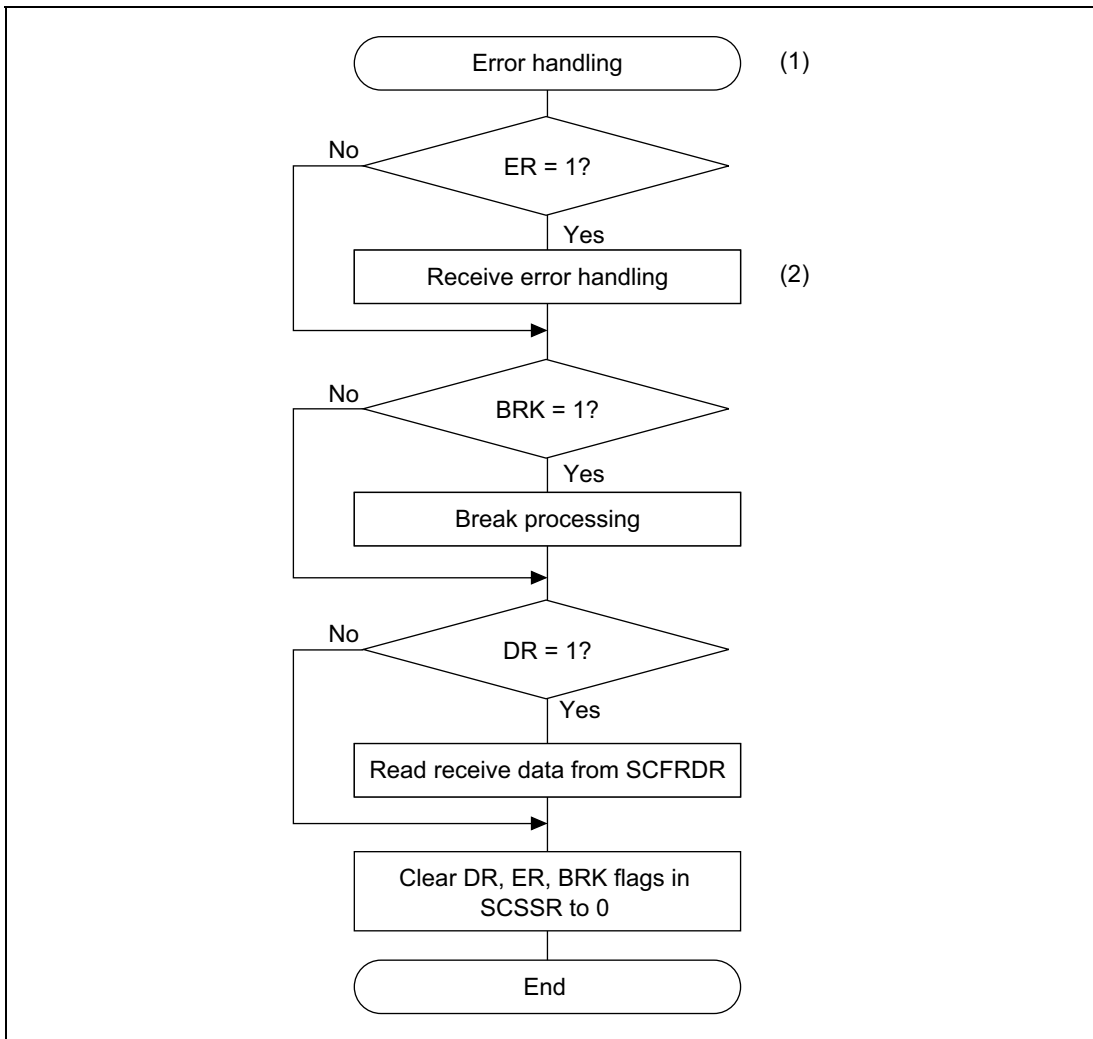 Error handling
(1)
ER = 1?
No
Yes
Receive error handling
(2)
No
BRK = 1?
Yes
Break processing
No
DR = 1?
Yes
Read receive data from SCFRDR
Clear DR, ER, BRK flags in
SCSSR to 0
End